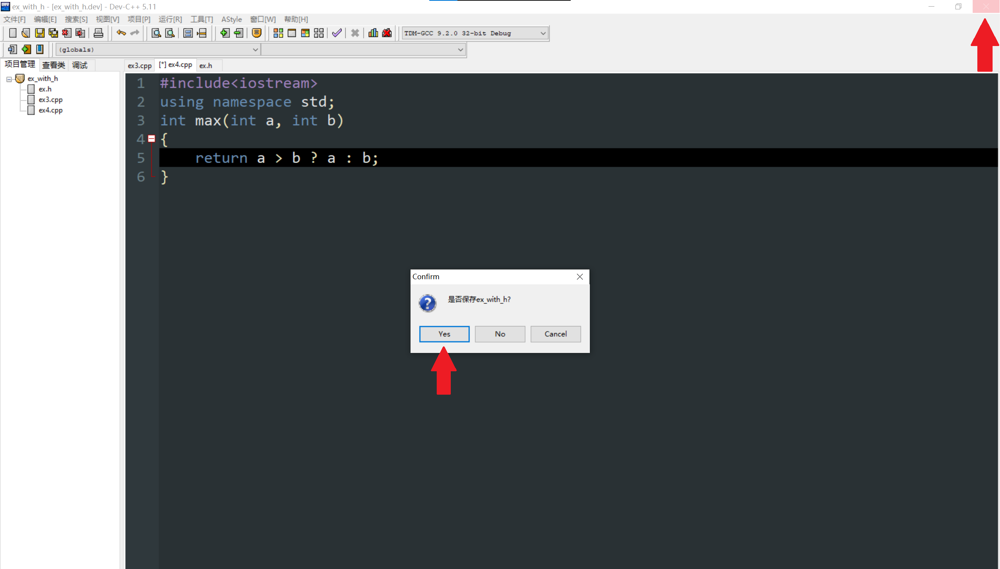 ex_with_h - [ex_with_h.dev] - Dev-C++ 5.11
文件[F] 编辑[E] 搜索[S] 视图[V] 项目[P] 运行[R] 工具[T] AStyle 窗口[W] 帮助[H]
TDM-GCC 9.2.0 32-bit Debug
(globals)
项目管理 查看类 调试
ex3.cpp [*] ex4.cpp ex.h
ex_with_h
ex.h
ex3.cpp
ex4.cpp
1 #include<iostream>
2 using namespace std;
3 int max(int a, int b)
4 {
5 return a > b ? a : b;
6 }
Confirm
是否保存ex_with_h?
Yes No Cancel